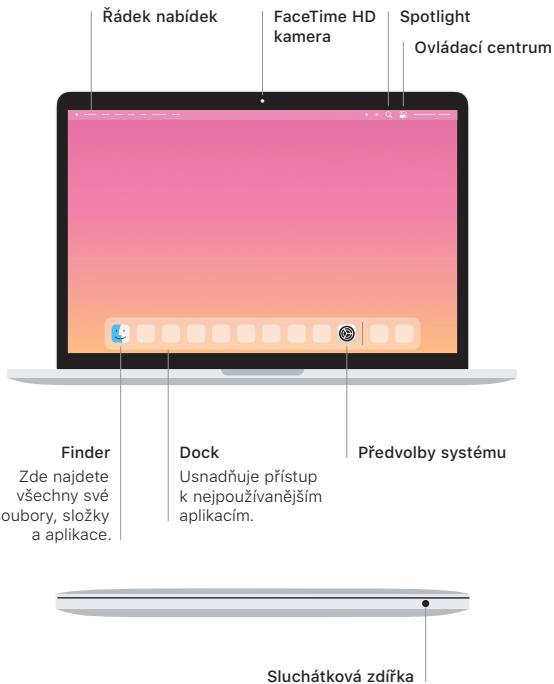 Řádek nabídek
FaceTime HD
kamera
Spotlight
Ovládací centrum
Finder
Zde najdete
všechny své
oubory, složky
a aplikace.
Dock
Usnadňuje přístup
k nejpoužívanějším
aplikacím.
Předvolby systému
Sluchátková zdířka